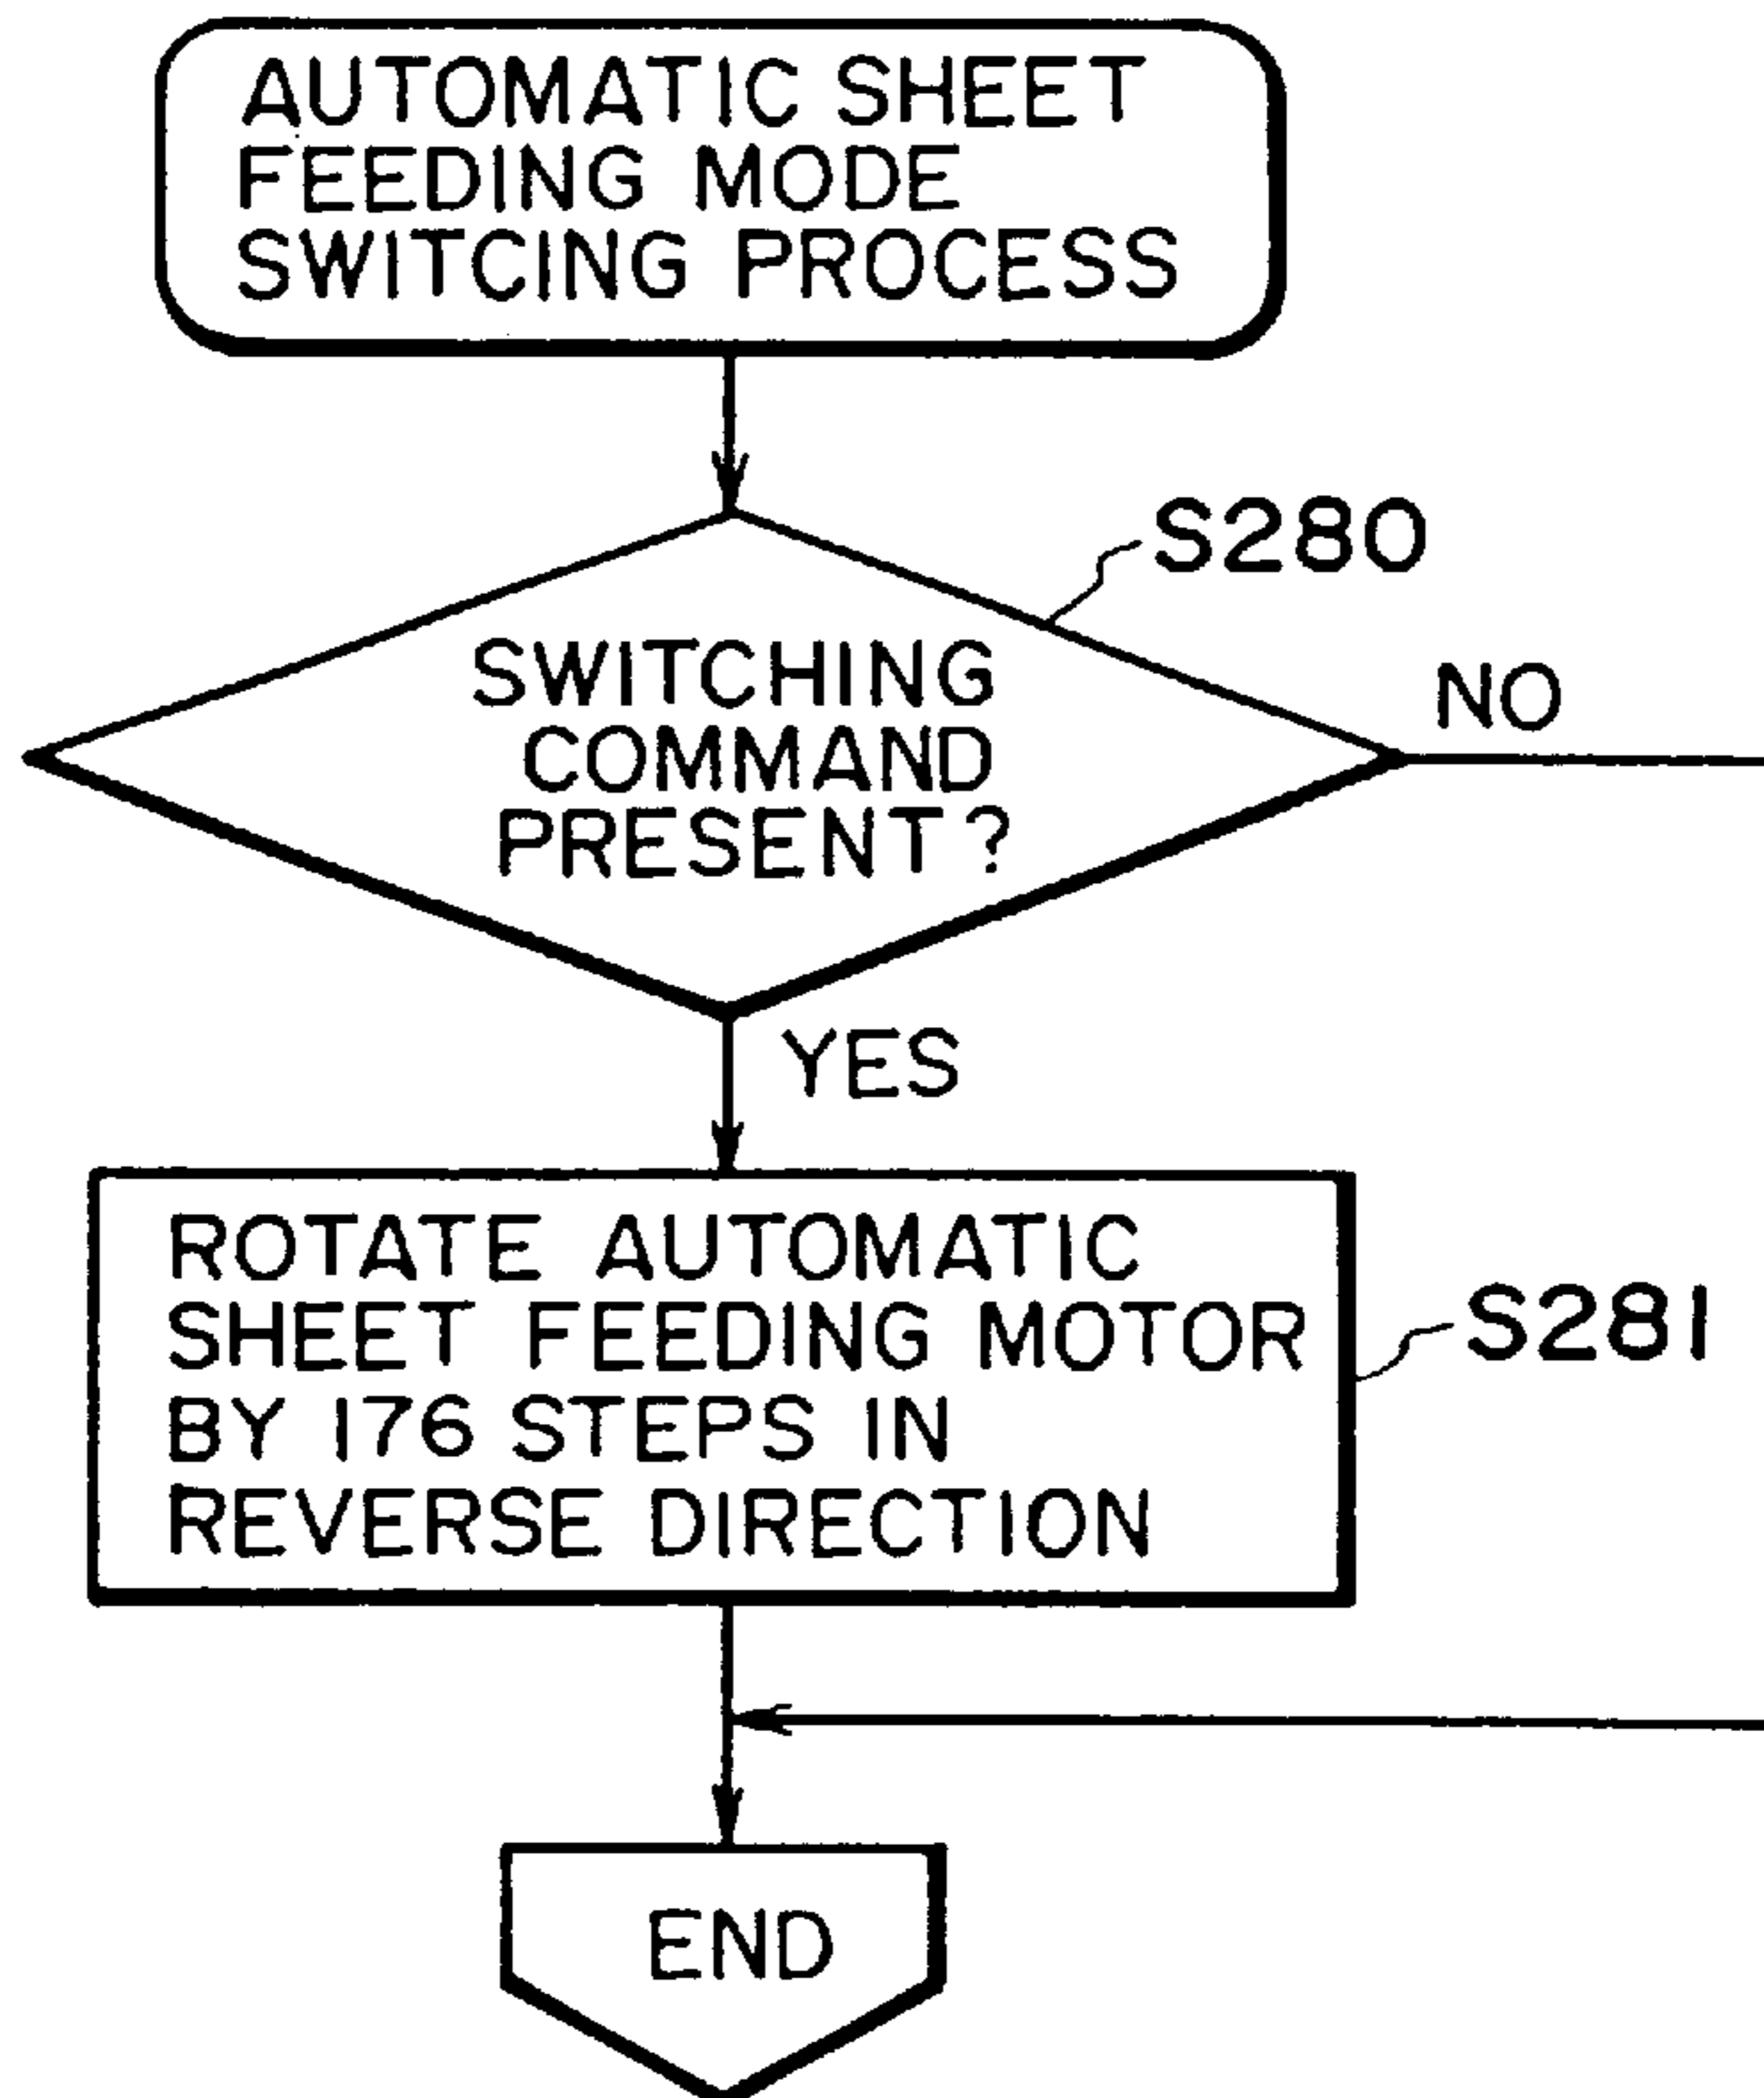 AUTOMATIC SHEET
FEEDING MODE
SWITCING PROCESS
S280
SWITCHING
COMMAND
PRESENT?
NO
YES
ROTATE AUTOMATIC
SHEET FEEDING MOTOR
BY 176 STEPS IN
REVERSE DIRECTION
S281
END